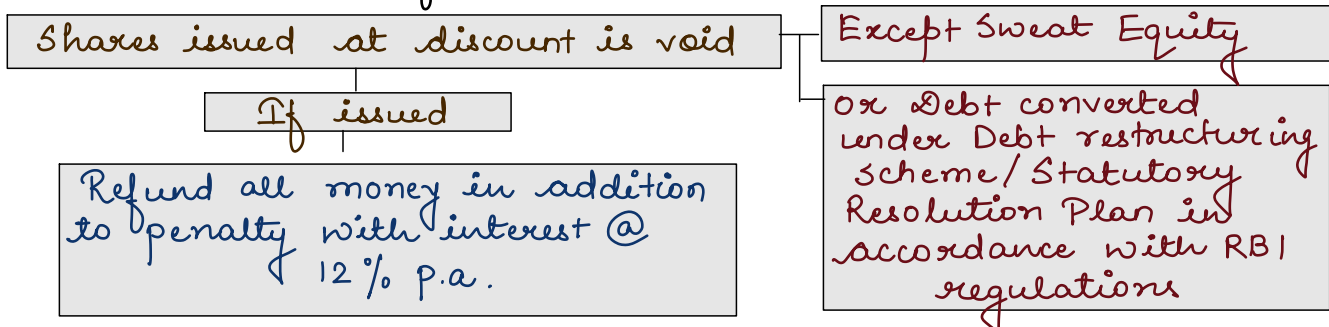 Shares issued at discount is void
Except Sweat Equity
If issued
or Debt converted
under Debt restructuring
scheme/Statutory
Resolution Plan in
accordance with RBI
regulations
Refund all money in addition
to penalty with interest @
12% p.a.